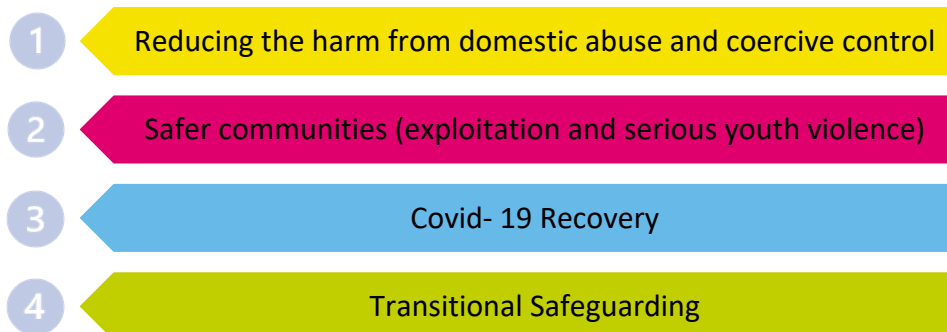 1 Reducing the harm from domestic abuse and coercive control
2 Safer communities (exploitation and serious youth violence)
3 Covid- 19 Recovery
4 Transitional Safeguarding